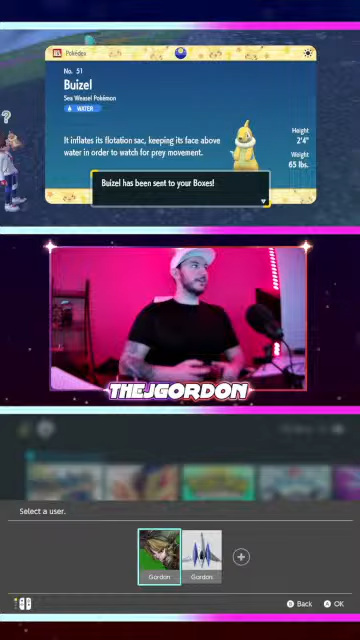 Pokédex
No. 51
Buizel
Sea Weasel Pokémon
WATER
It inflates its flotation sac, keeping its face above
water in order to watch for prey movement.
Height
2'4"
Weight
65 lbs.
Buizel has been sent to your Boxes!
?
THEJGORDON
Select a user.
Gordon
Gordon
B Back
A OK